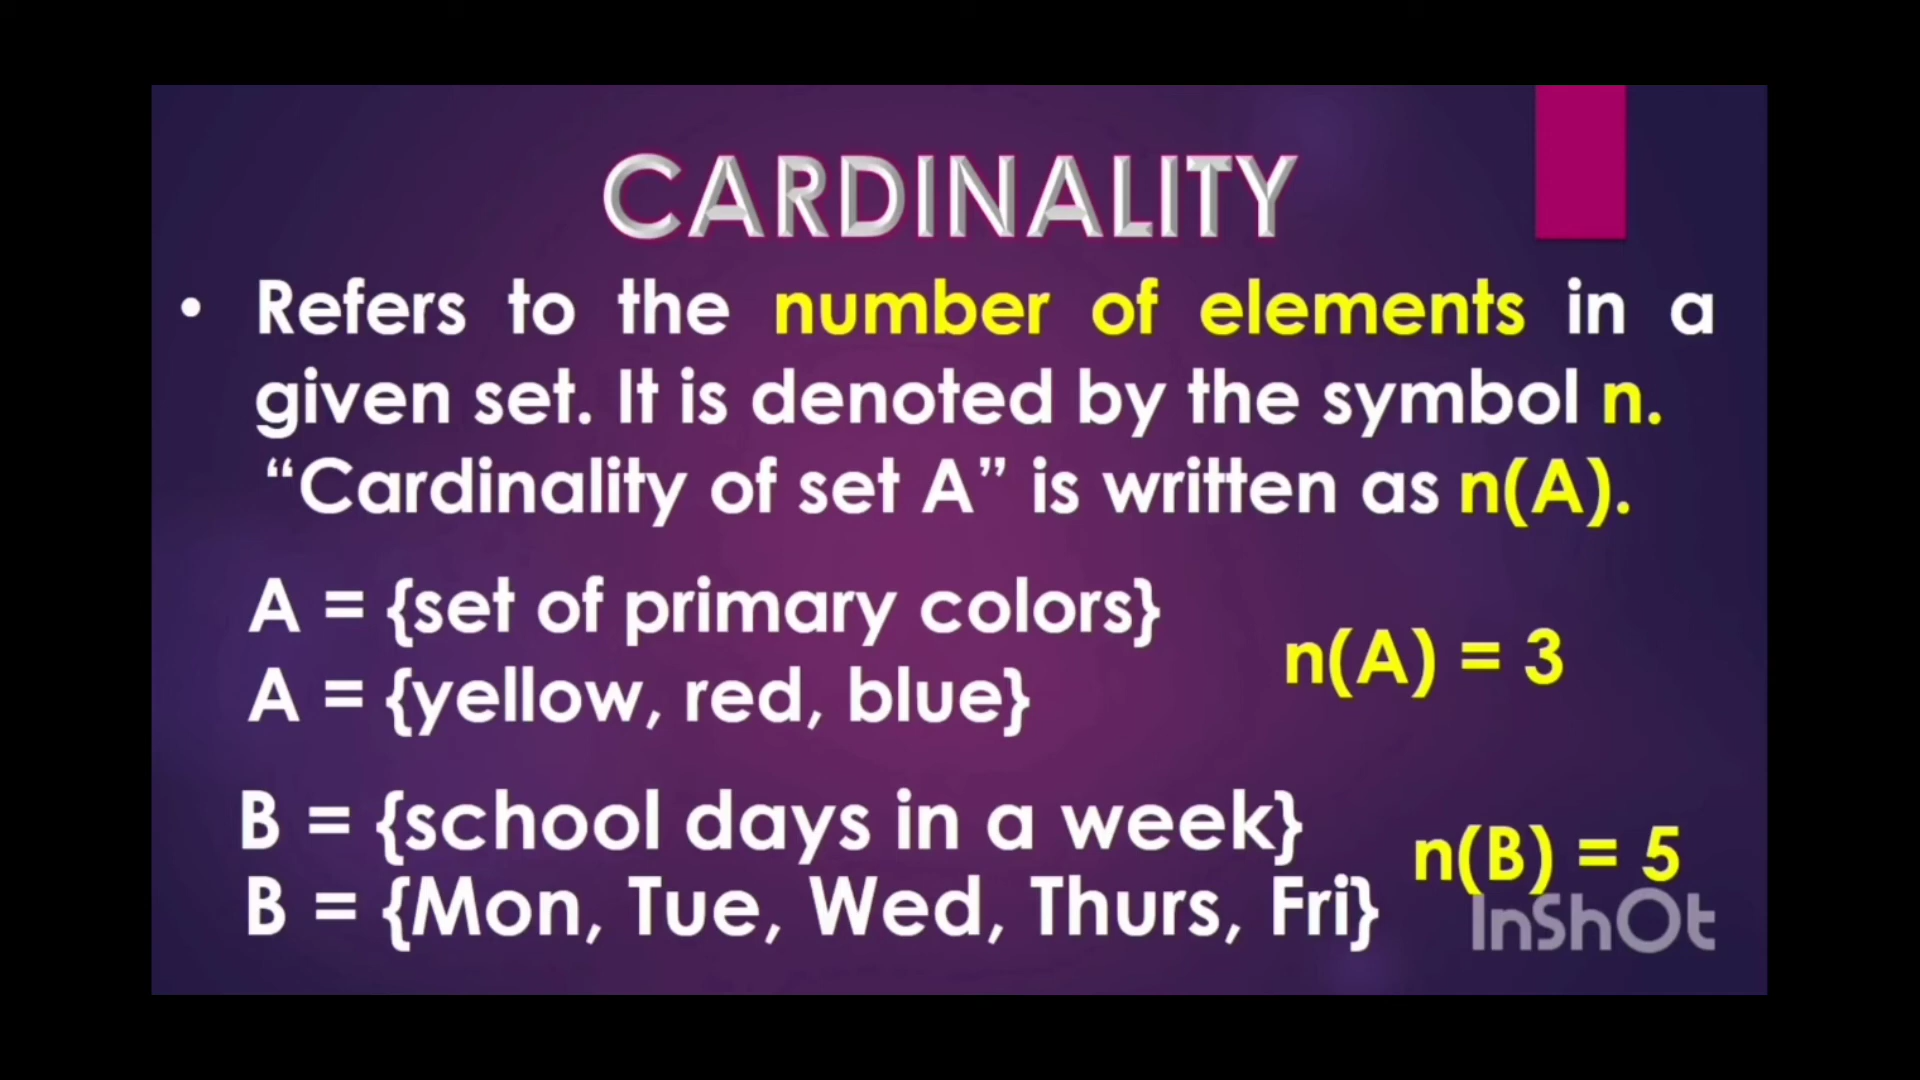 CARDINALITY
• Refers to the number of elements in a
given set. It is denoted by the symbol n.
“Cardinality of set A” is written as n(A).
A = {set of primary colors}
n(A) = 3
A = {yellow, red, blue}
B = {school days in a week}
n(B) = 5
B = {Mon, Tue, Wed, Thurs, Fri}
InShOt